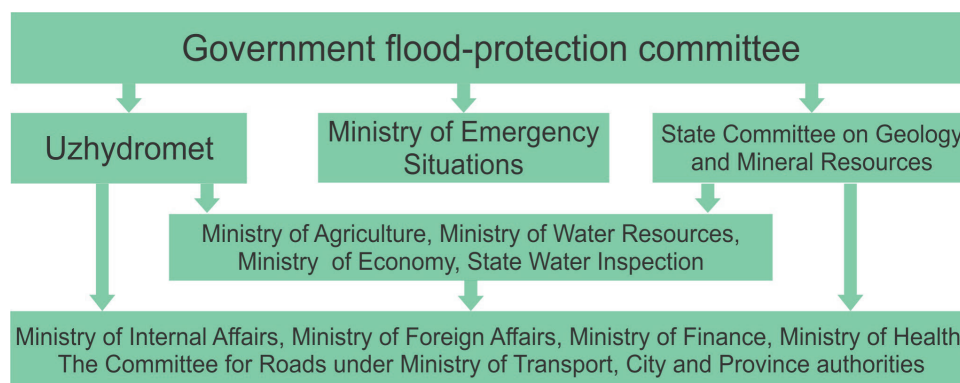 Government flood-protection committee
Uzhydromet
Ministry of Emergency
Situations
State Committee on Geology
and Mineral Resources
Ministry of Agriculture, Ministry of Water Resources,
Ministry of Economy, State Water Inspection
Ministry of Internal Affairs, Ministry of Foreign Affairs, Ministry of Finance, Ministry of Health
The Committee for Roads under Ministry of Transport, City and Province authorities